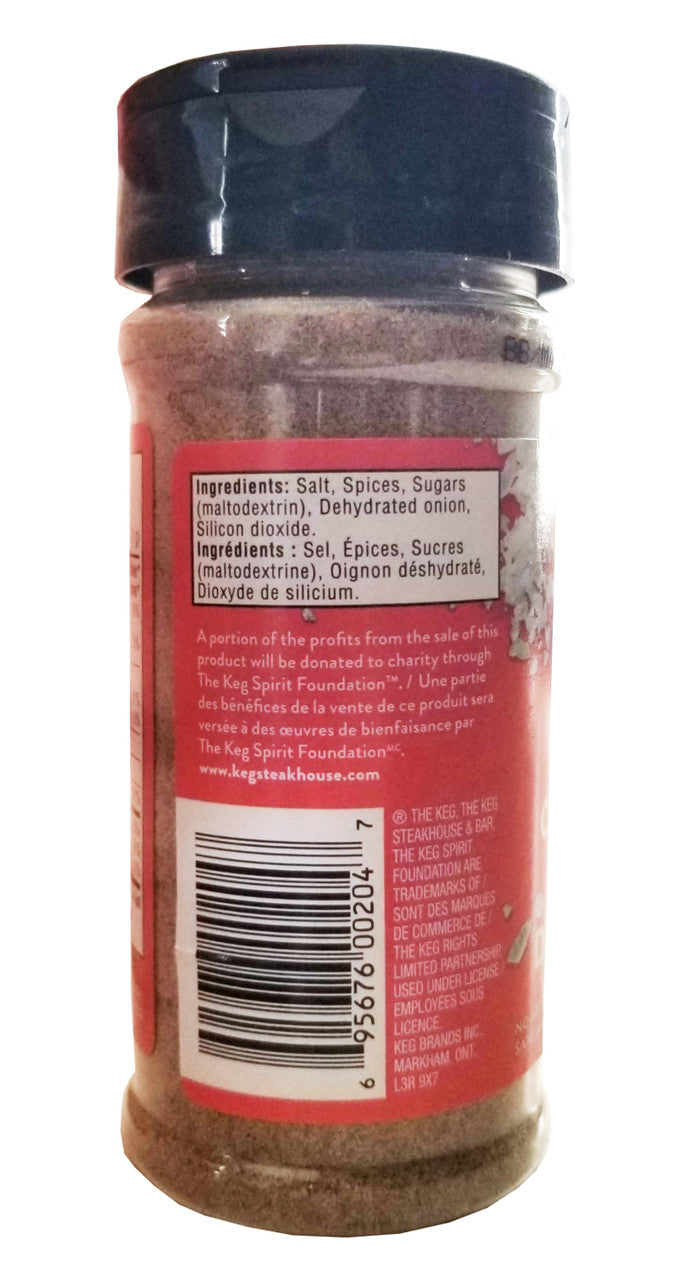 BB
Ingredients: Salt, Spices, Sugars
(maltodextrin), Dehydrated onion,
Silicon dioxide.
Ingrédients : Sel, Épices, Sucres
(maltodextrine), Oignon déshydraté,
Dioxyde de silicium.
A portion of the profits from the sale of this
product will be donated to charity through
The Keg Spirit Foundation™. / Une partie
des bénéfices de la vente de ce produit sera
versée à des œuvres de bienfaisance par
The Keg Spirit Foundationᴹᶜ.
www.kegsteakhouse.com
6 95676 00204 7
® THE KEG, THE KEG
STEAKHOUSE & BAR,
THE KEG SPIRIT
FOUNDATION ARE
TRADEMARKS OF /
SONT DES MARQUES
DE COMMERCE DE /
THE KEG RIGHTS
LIMITED PARTNERSHIP
USED UNDER LICENSE /
EMPLOYÉES SOUS
LICENCE.
KEG BRANDS INC.,
MARKHAM, ONT.
L3R 9X7